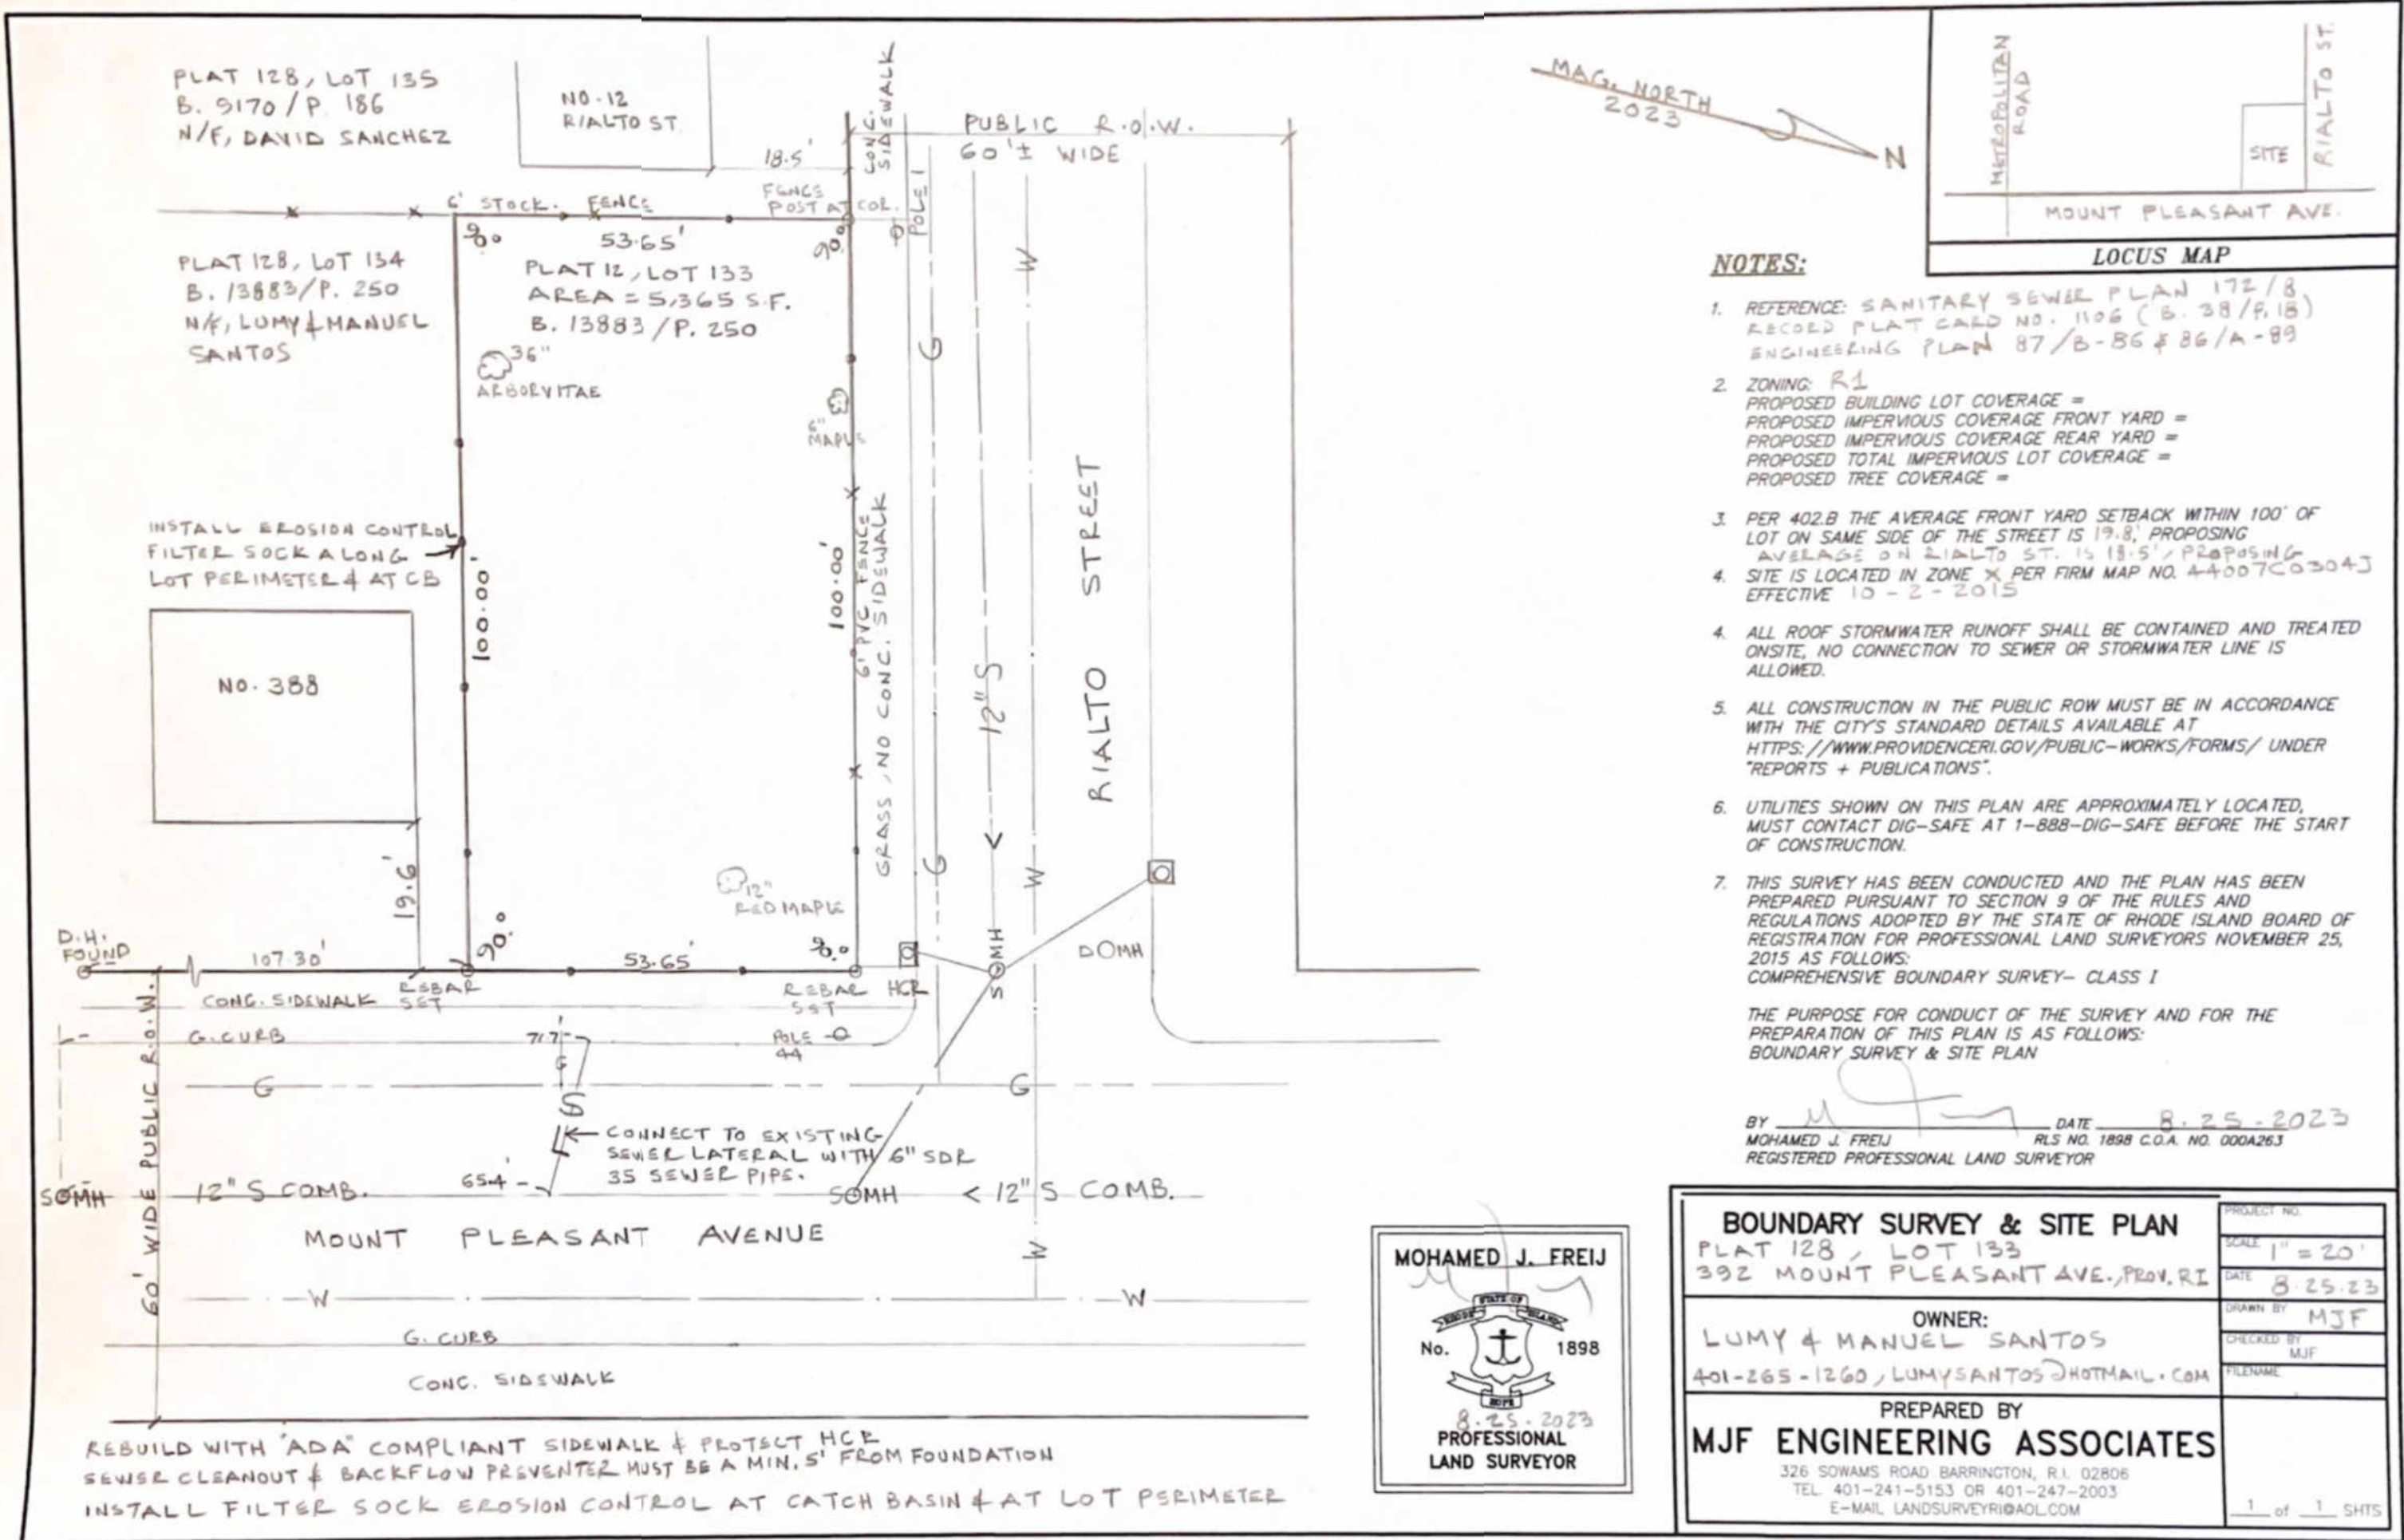 PLAT 128, LOT 135
B. 9170 / P. 186
N/F, DAVID SANCHEZ
NO. 12
RIALTO ST
18.5'
CONC.
SIDEWALK
PUBLIC R.O.W.
60'± WIDE
6' STOCK. FENCE
FENCE
POST AT COL.
POLE 1
90°
53.65'
90°
PLAT 128, LOT 134
B. 13883/P. 250
N/F, LUMY & MANUEL
SANTOS
PLAT 12, LOT 133
AREA = 5,365 S.F.
B. 13883 / P. 250
36"
ARBORVITAE
6"
MAPLE
W
G
INSTALL EROSION CONTROL
FILTER SOCK ALONG
LOT PERIMETER & AT CB
100.00'
100.00'
6' PVC FENCE
GRASS, NO CONC. SIDEWALK
12" S
RIALTO STREET
NO. 388
19.6'
12"
RED MAPLE
G
W
D.H.
FOUND
107.30'
90°
53.65'
90°
SOMH
DOMH
CONC. SIDEWALK
REBAR
SET
REBAR
SET
HCR
G. CURB
71.7'
POLE
44
G
G
G
S
CONNECT TO EXISTING
SEWER LATERAL WITH 6" SDR
35 SEWER PIPE.
60' WIDE PUBLIC R.O.W.
SOMH
12" S COMB.
65.4'
SOMH
< 12" S COMB.
MOUNT PLEASANT AVENUE
W
W
W
G. CURB
CONC. SIDEWALK
REBUILD WITH "ADA" COMPLIANT SIDEWALK & PROTECT HCR
SEWER CLEANOUT & BACKFLOW PREVENTER MUST BE A MIN. 5' FROM FOUNDATION
INSTALL FILTER SOCK EROSION CONTROL AT CATCH BASIN & AT LOT PERIMETER
MAG. NORTH
2023
N
METROPOLITAN
ROAD
SITE
RIALTO ST.
MOUNT PLEASANT AVE.
LOCUS MAP
NOTES:
1. REFERENCE: SANITARY SEWER PLAN 172/8
RECORD PLAT CARD NO. 1106 (B. 38/P. 18)
ENGINEERING PLAN 87/B-86 & 86/A-89
2. ZONING: R1
PROPOSED BUILDING LOT COVERAGE =
PROPOSED IMPERVIOUS COVERAGE FRONT YARD =
PROPOSED IMPERVIOUS COVERAGE REAR YARD =
PROPOSED TOTAL IMPERVIOUS LOT COVERAGE =
PROPOSED TREE COVERAGE =
3. PER 402.B THE AVERAGE FRONT YARD SETBACK WITHIN 100' OF
LOT ON SAME SIDE OF THE STREET IS 19.8', PROPOSING
AVERAGE ON RIALTO ST. IS 18.5', PROPOSING
4. SITE IS LOCATED IN ZONE X PER FIRM MAP NO. 44007C0304J
EFFECTIVE 10-2-2015
4. ALL ROOF STORMWATER RUNOFF SHALL BE CONTAINED AND TREATED
ONSITE, NO CONNECTION TO SEWER OR STORMWATER LINE IS
ALLOWED.
5. ALL CONSTRUCTION IN THE PUBLIC ROW MUST BE IN ACCORDANCE
WITH THE CITY'S STANDARD DETAILS AVAILABLE AT
HTTPS://WWW.PROVIDENCERI.GOV/PUBLIC-WORKS/FORMS/ UNDER
"REPORTS + PUBLICATIONS".
6. UTILITIES SHOWN ON THIS PLAN ARE APPROXIMATELY LOCATED,
MUST CONTACT DIG-SAFE AT 1-888-DIG-SAFE BEFORE THE START
OF CONSTRUCTION.
7. THIS SURVEY HAS BEEN CONDUCTED AND THE PLAN HAS BEEN
PREPARED PURSUANT TO SECTION 9 OF THE RULES AND
REGULATIONS ADOPTED BY THE STATE OF RHODE ISLAND BOARD OF
REGISTRATION FOR PROFESSIONAL LAND SURVEYORS NOVEMBER 25,
2015 AS FOLLOWS:
COMPREHENSIVE BOUNDARY SURVEY- CLASS I
THE PURPOSE FOR CONDUCT OF THE SURVEY AND FOR THE
PREPARATION OF THIS PLAN IS AS FOLLOWS:
BOUNDARY SURVEY & SITE PLAN
BY DATE 8.25-2023
MOHAMED J. FREIJ RLS NO. 1898 C.O.A. NO. 000A263
REGISTERED PROFESSIONAL LAND SURVEYOR
MOHAMED J. FREIJ
STATE OF
RHODE ISLAND
No. 1898
HOPE
8.25.2023
PROFESSIONAL
LAND SURVEYOR
BOUNDARY SURVEY & SITE PLAN
PLAT 128, LOT 133
392 MOUNT PLEASANT AVE., PROV. RI
OWNER:
LUMY & MANUEL SANTOS
401-265-1260, LUMYSANTOS@HOTMAIL.COM
PREPARED BY
MJF ENGINEERING ASSOCIATES
326 SOWAMS ROAD BARRINGTON, R.I. 02806
TEL. 401-241-5153 OR 401-247-2003
E-MAIL LANDSURVEYRI@AOL.COM
PROJECT NO.
SCALE 1" = 20'
DATE 8.25.23
DRAWN BY MJF
CHECKED BY
MJF
FILENAME
1 of 1 SHTS